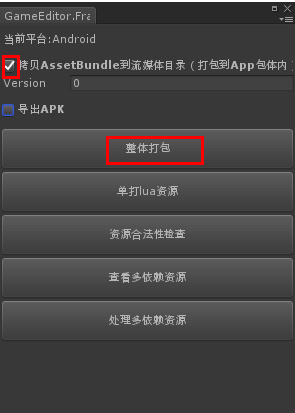 GameEditor.Fra
当前平台:Android
拷贝AssetBundle到流媒体目录（打包到App包体内）
Version 0
导出APK
整体打包
单打lua资源
资源合法性检查
查看多依赖资源
处理多依赖资源